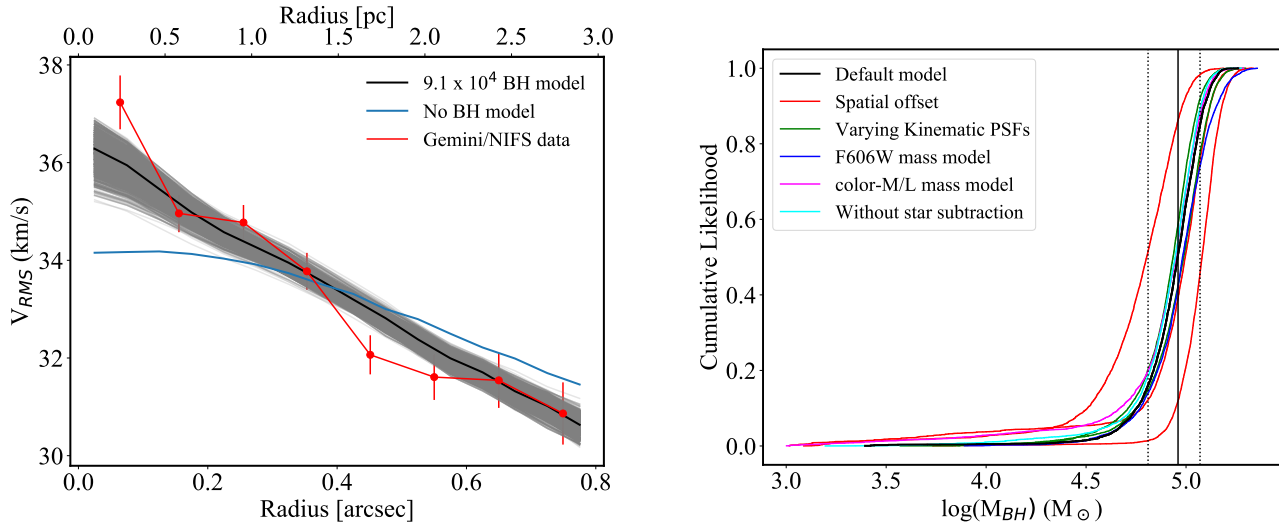 Radius [pc]
0.0 0.5 1.0 1.5 2.0 2.5 3.0
38
36
34
32
30
V_RMS (km/s)
9.1 x 10⁴ BH model
No BH model
Gemini/NIFS data
0.0 0.2 0.4 0.6 0.8
Radius [arcsec]
1.0
0.8
0.6
0.4
0.2
0.0
Cumulative Likelihood
Default model
Spatial offset
Varying Kinematic PSFs
F606W mass model
color-M/L mass model
Without star subtraction
3.0 3.5 4.0 4.5 5.0
log(M_BH) (M_⊙)